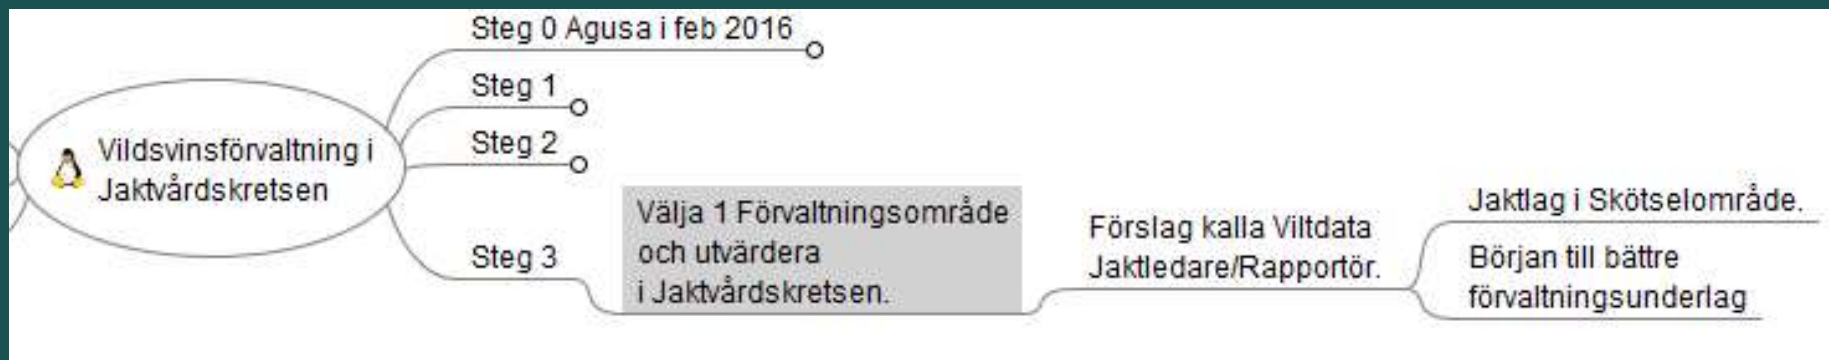 Steg 0 Agusa i feb 2016
Steg 1
Steg 2
Vildsvinsförvaltning i
Jaktvårdskretsen
Steg 3
Välja 1 Förvaltningsområde
och utvärdera
i Jaktvårdskretsen.
Förslag kalla Viltdata
Jaktledare/Rapportör.
Jaktlag i Skötselområde.
Början till bättre
förvaltningsunderlag